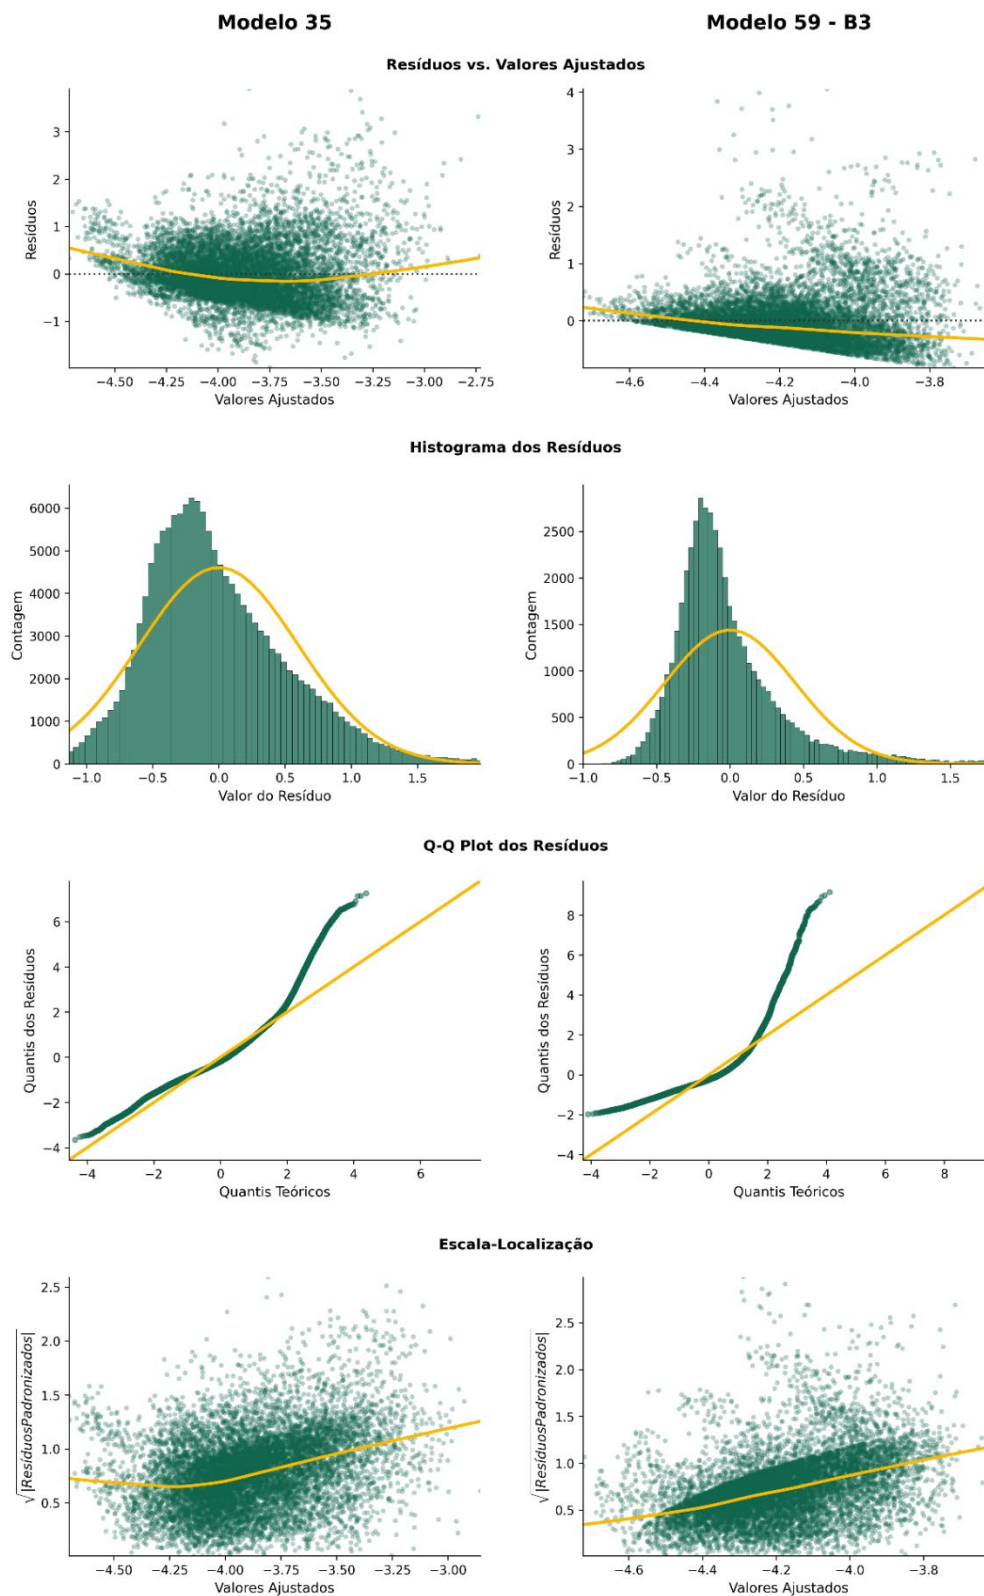 Modelo 35
Modelo 59 - B3
Resíduos vs. Valores Ajustados
Resíduos
3
2
1
0
−1
−4.50 −4.25 −4.00 −3.75 −3.50 −3.25 −3.00 −2.75
Valores Ajustados
Resíduos
4
3
2
1
0
−4.6 −4.4 −4.2 −4.0 −3.8
Valores Ajustados
Histograma dos Resíduos
Contagem
6000
5000
4000
3000
2000
1000
0
−1.0 −0.5 0.0 0.5 1.0 1.5
Valor do Resíduo
Contagem
2500
2000
1500
1000
500
0
−1.0 −0.5 0.0 0.5 1.0 1.5
Valor do Resíduo
Q-Q Plot dos Resíduos
Quantis dos Resíduos
6
4
2
0
−2
−4
−4 −2 0 2 4 6
Quantis Teóricos
Quantis dos Resíduos
8
6
4
2
0
−2
−4
−4 −2 0 2 4 6 8
Quantis Teóricos
Escala-Localização
√|ResíduosPadronizados|
2.5
2.0
1.5
1.0
0.5
−4.50 −4.25 −4.00 −3.75 −3.50 −3.25 −3.00
Valores Ajustados
√|ResíduosPadronizados|
2.5
2.0
1.5
1.0
0.5
−4.6 −4.4 −4.2 −4.0 −3.8
Valores Ajustados